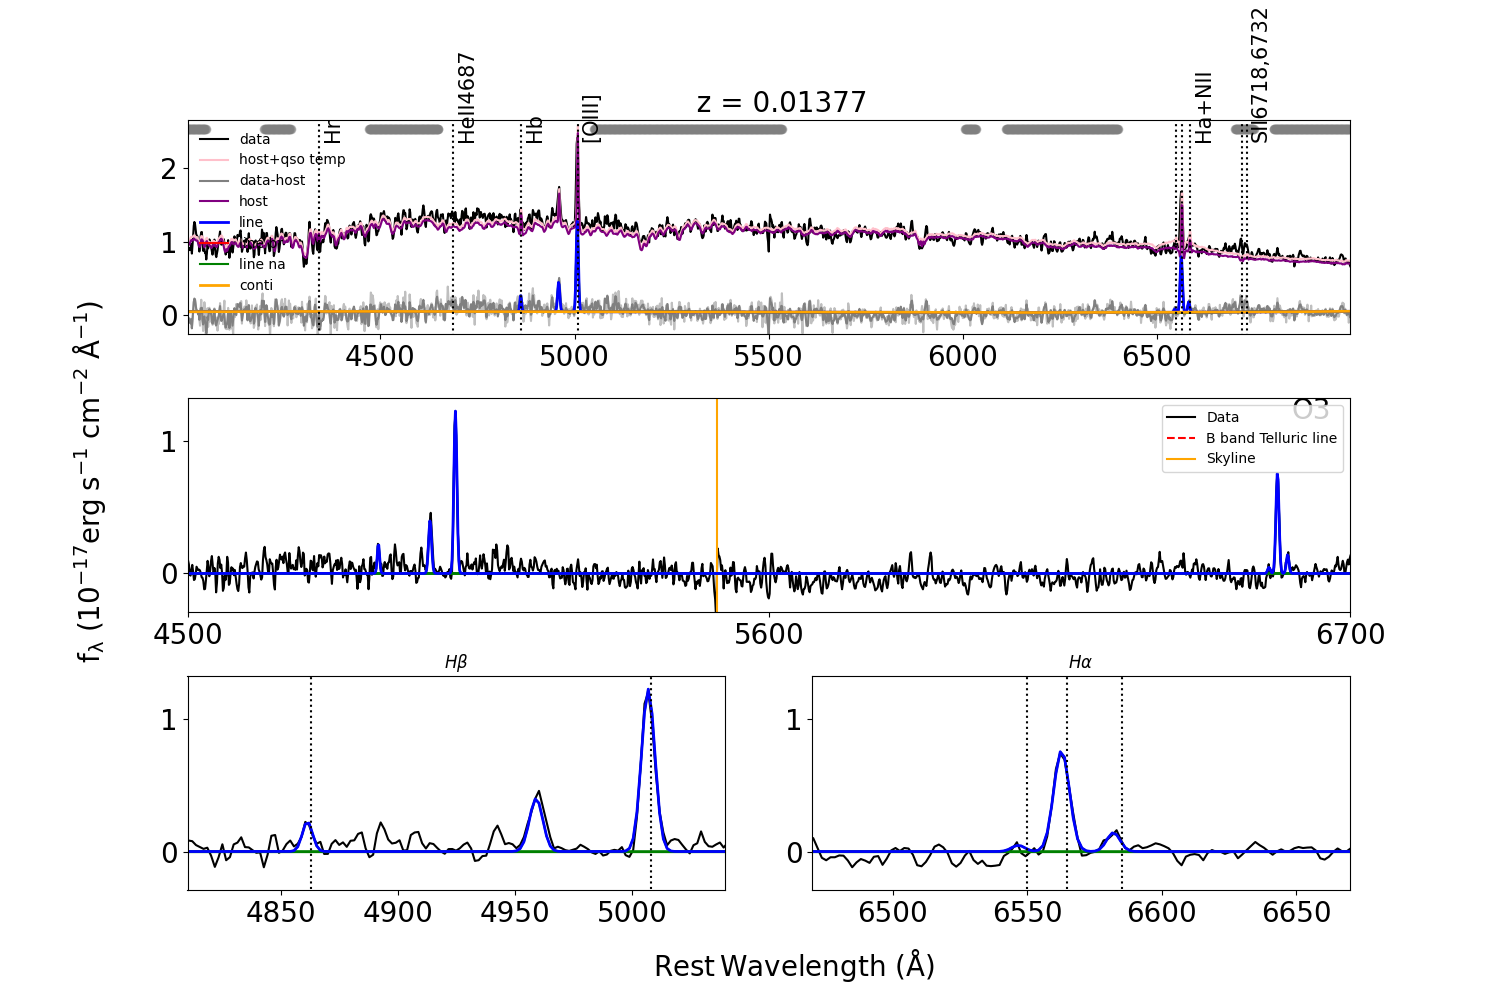 HeII4687
SII6718,6732
Ha+NII
z = 0.01377
Hr
Hb
[OIII]
data
host+qso temp
data-host
host
line
line na
conti
2
1
0
4500 5000 5500 6000 6500
fλ (10⁻¹⁷erg s⁻¹ cm⁻² Å⁻¹)
O3
Data
B band Telluric line
Skyline
1
0
4500 5600 6700
Hβ
1
0
4850 4900 4950 5000
Hα
1
0
6500 6550 6600 6650
Rest Wavelength (Å)